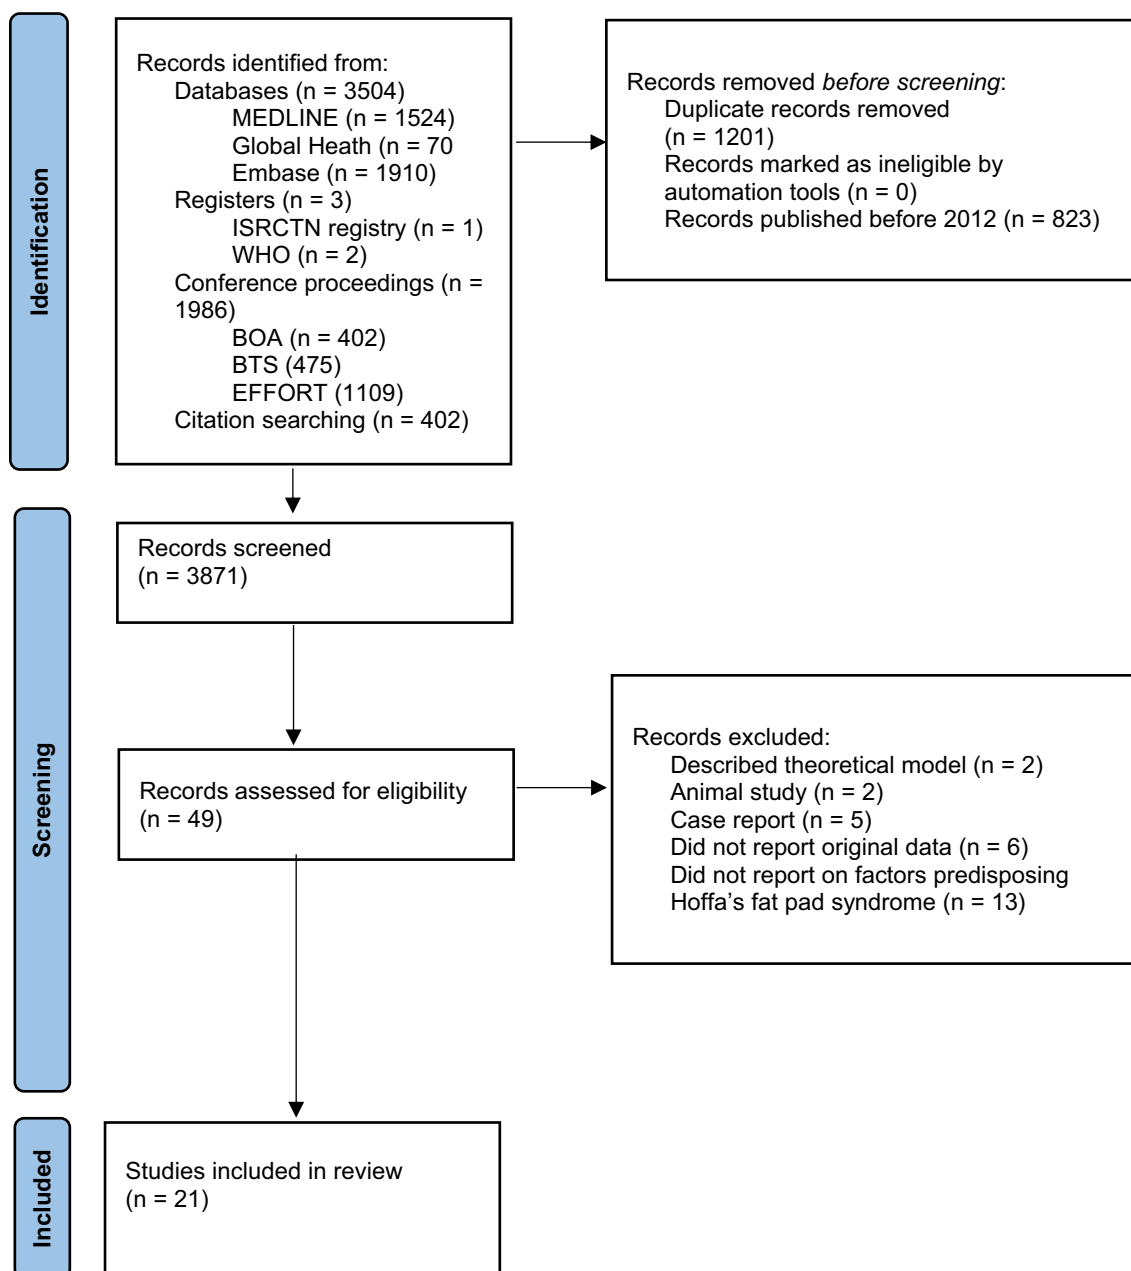 Identification
Records identified from:
Databases (n = 3504)
MEDLINE (n = 1524)
Global Heath (n = 70
Embase (n = 1910)
Registers (n = 3)
ISRCTN registry (n = 1)
WHO (n = 2)
Conference proceedings (n =
1986)
BOA (n = 402)
BTS (475)
EFFORT (1109)
Citation searching (n = 402)
Records removed before screening:
Duplicate records removed
(n = 1201)
Records marked as ineligible by
automation tools (n = 0)
Records published before 2012 (n = 823)
Screening
Records screened
(n = 3871)
Records assessed for eligibility
(n = 49)
Records excluded:
Described theoretical model (n = 2)
Animal study (n = 2)
Case report (n = 5)
Did not report original data (n = 6)
Did not report on factors predisposing
Hoffa's fat pad syndrome (n = 13)
Included
Studies included in review
(n = 21)